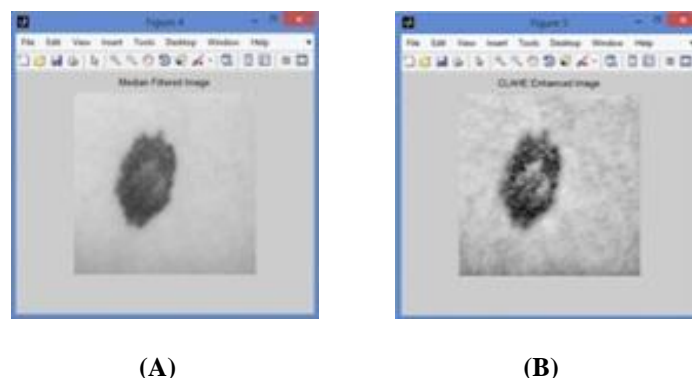 Figure 4
File Edit View Insert Tools Desktop Window Help
Median Filtered Image
Figure 5
File Edit View Insert Tools Desktop Window Help
CLAHE Enhanced Image
(A)
(B)